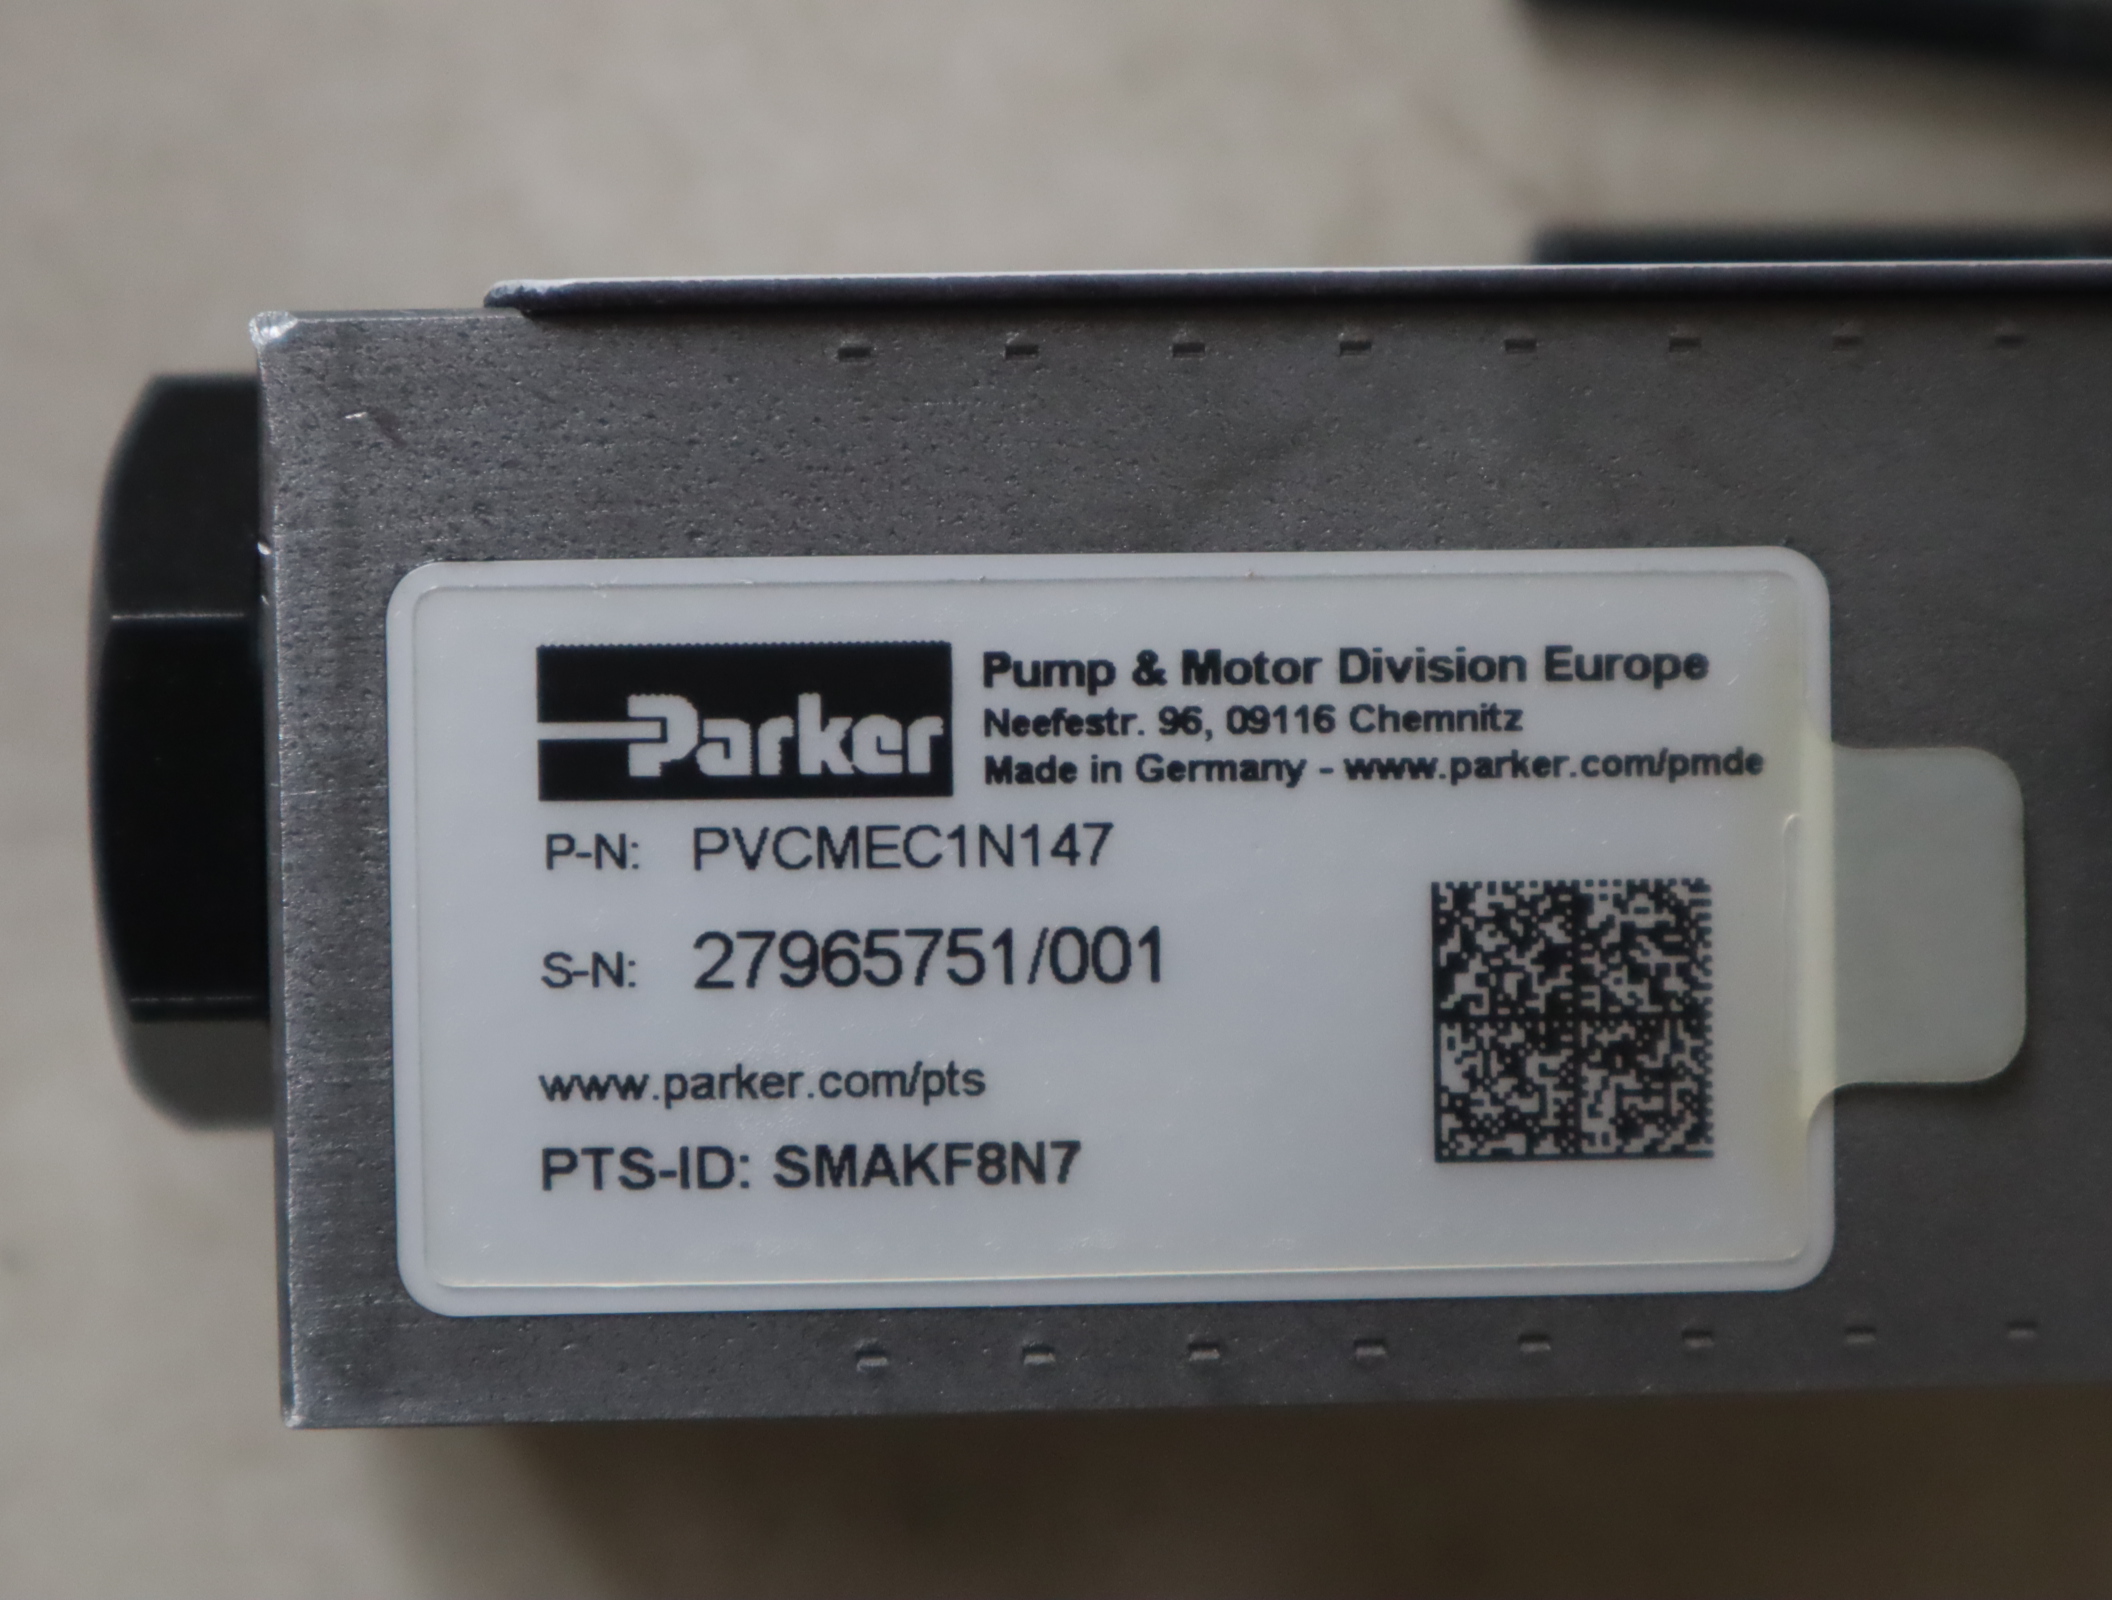 Parker
Pump & Motor Division Europe
Neefestr. 96, 09116 Chemnitz
Made in Germany - www.parker.com/pmde
P-N: PVCMEC1N147
S-N: 27965751/001
www.parker.com/pts
PTS-ID: SMAKF8N7